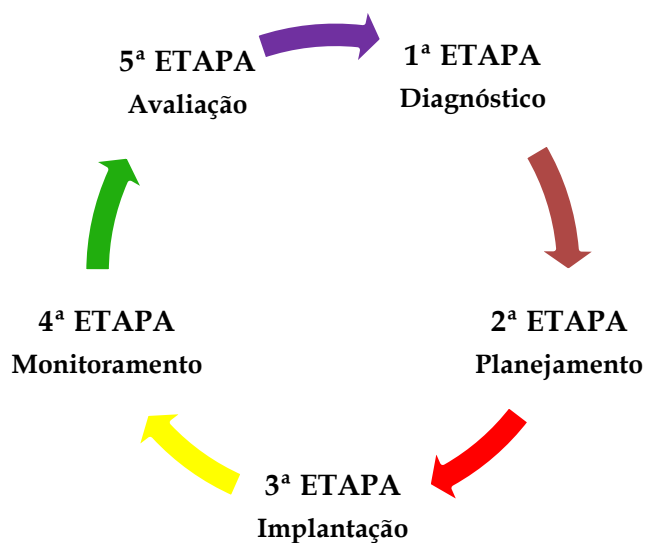 1ª ETAPA
Diagnóstico
2ª ETAPA
Planejamento
3ª ETAPA
Implantação
4ª ETAPA
Monitoramento
5ª ETAPA
Avaliação